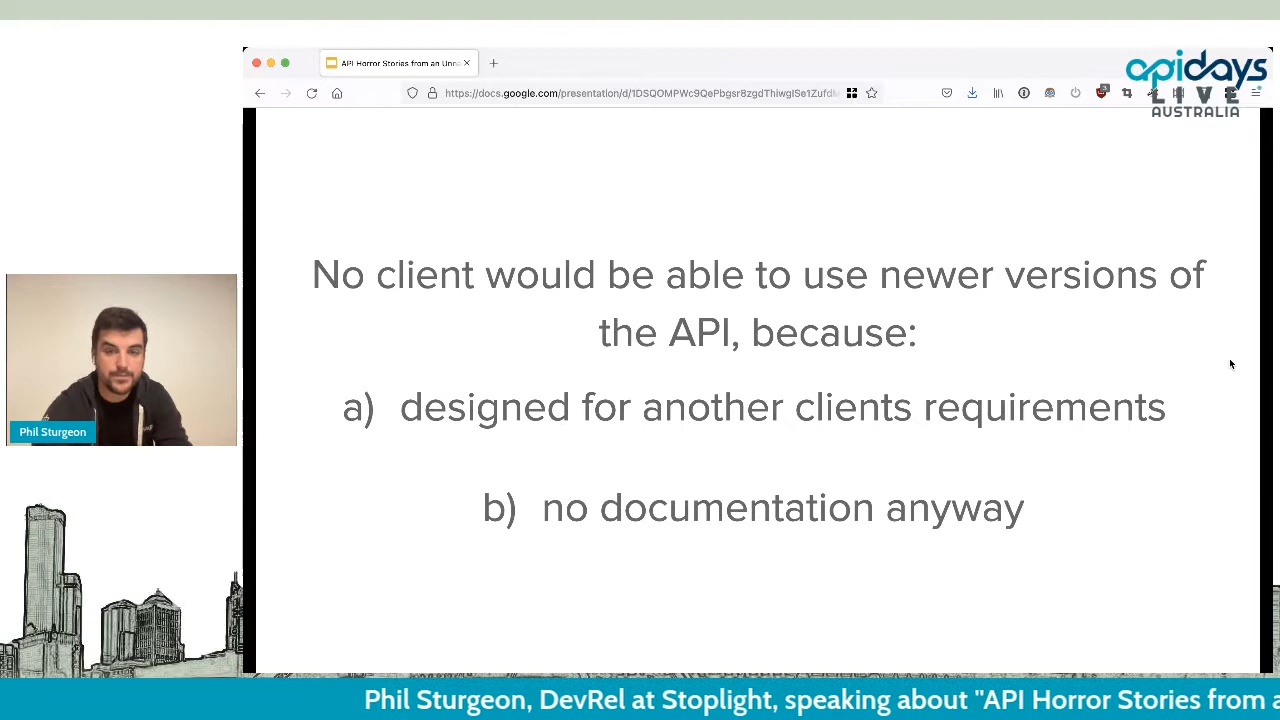 API Horror Stories from an Unna
https://docs.google.com/presentation/d/1DSQOMPWc9QePbgsr8zgdThiwgISe1Zufd
apidays
LIVE
AUSTRALIA
No client would be able to use newer versions of
the API, because:
a) designed for another clients requirements
b) no documentation anyway
Phil Sturgeon
Phil Sturgeon, DevRel at Stoplight, speaking about "API Horror Stories from a